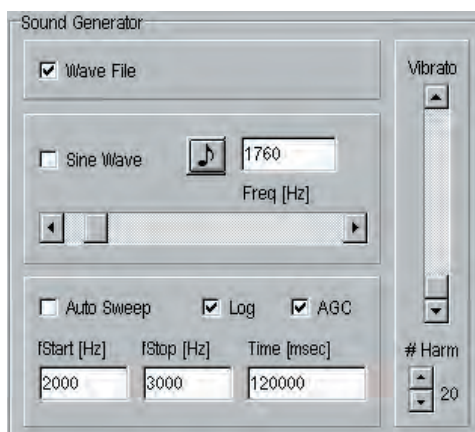 Sound Generator
Wave File
Vibrato
Sine Wave
1760
Freq [Hz]
Auto Sweep Log AGC
fStart [Hz] fStop [Hz] Time [msec]
2000 3000 120000
# Harm
20